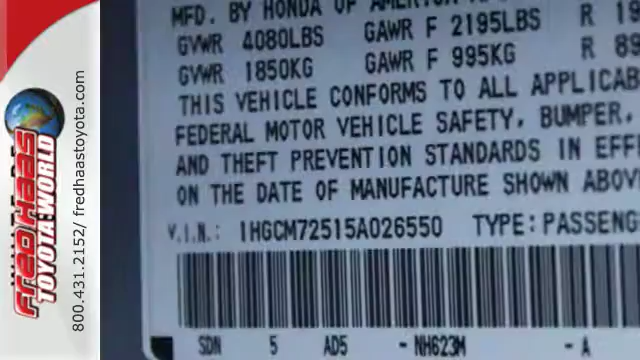 MFD. BY HONDA OF AMERICA
GVWR 4080LBS GAWR F 2195LBS R
GVWR 1850KG GAWR F 995KG R
THIS VEHICLE CONFORMS TO ALL APPLICAB
FEDERAL MOTOR VEHICLE SAFETY, BUMPER,
AND THEFT PREVENTION STANDARDS IN EFF
ON THE DATE OF MANUFACTURE SHOWN ABOV
V.I.N.: 1HGCM72515A026550 TYPE:PASSENG
SDN 5 AD5 -NH623M -A
Fred Haas
TOYOTA WORLD
800.431.2152/ fredhaastoyota.com